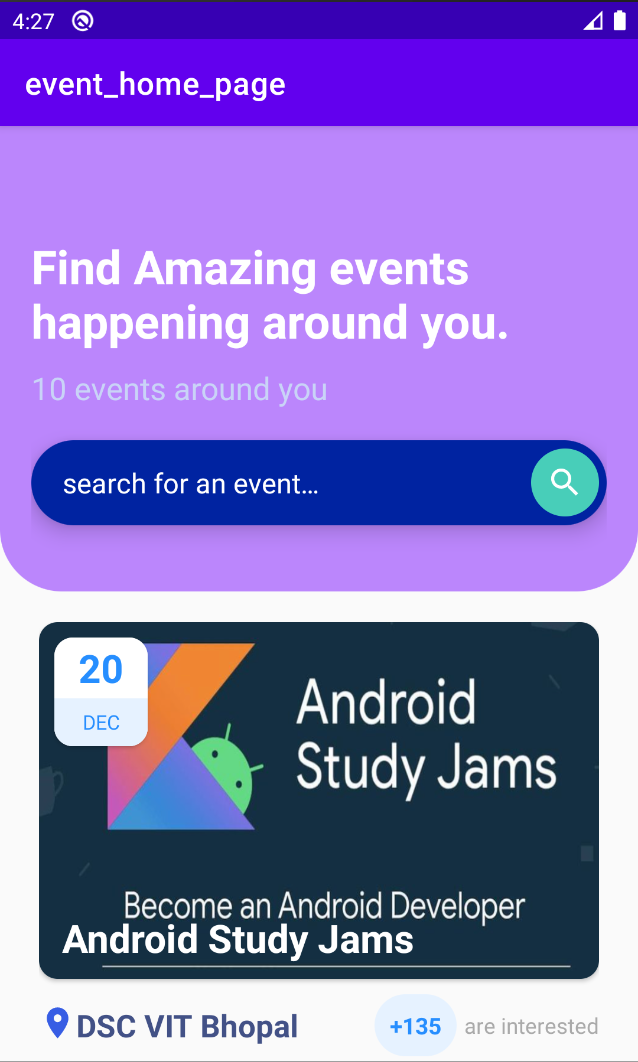 4:27
event_home_page
Find Amazing events
happening around you.
10 events around you
search for an event...
20
DEC
Android
Study Jams
Become an Android Developer
Android Study Jams
DSC VIT Bhopal
+135 are interested